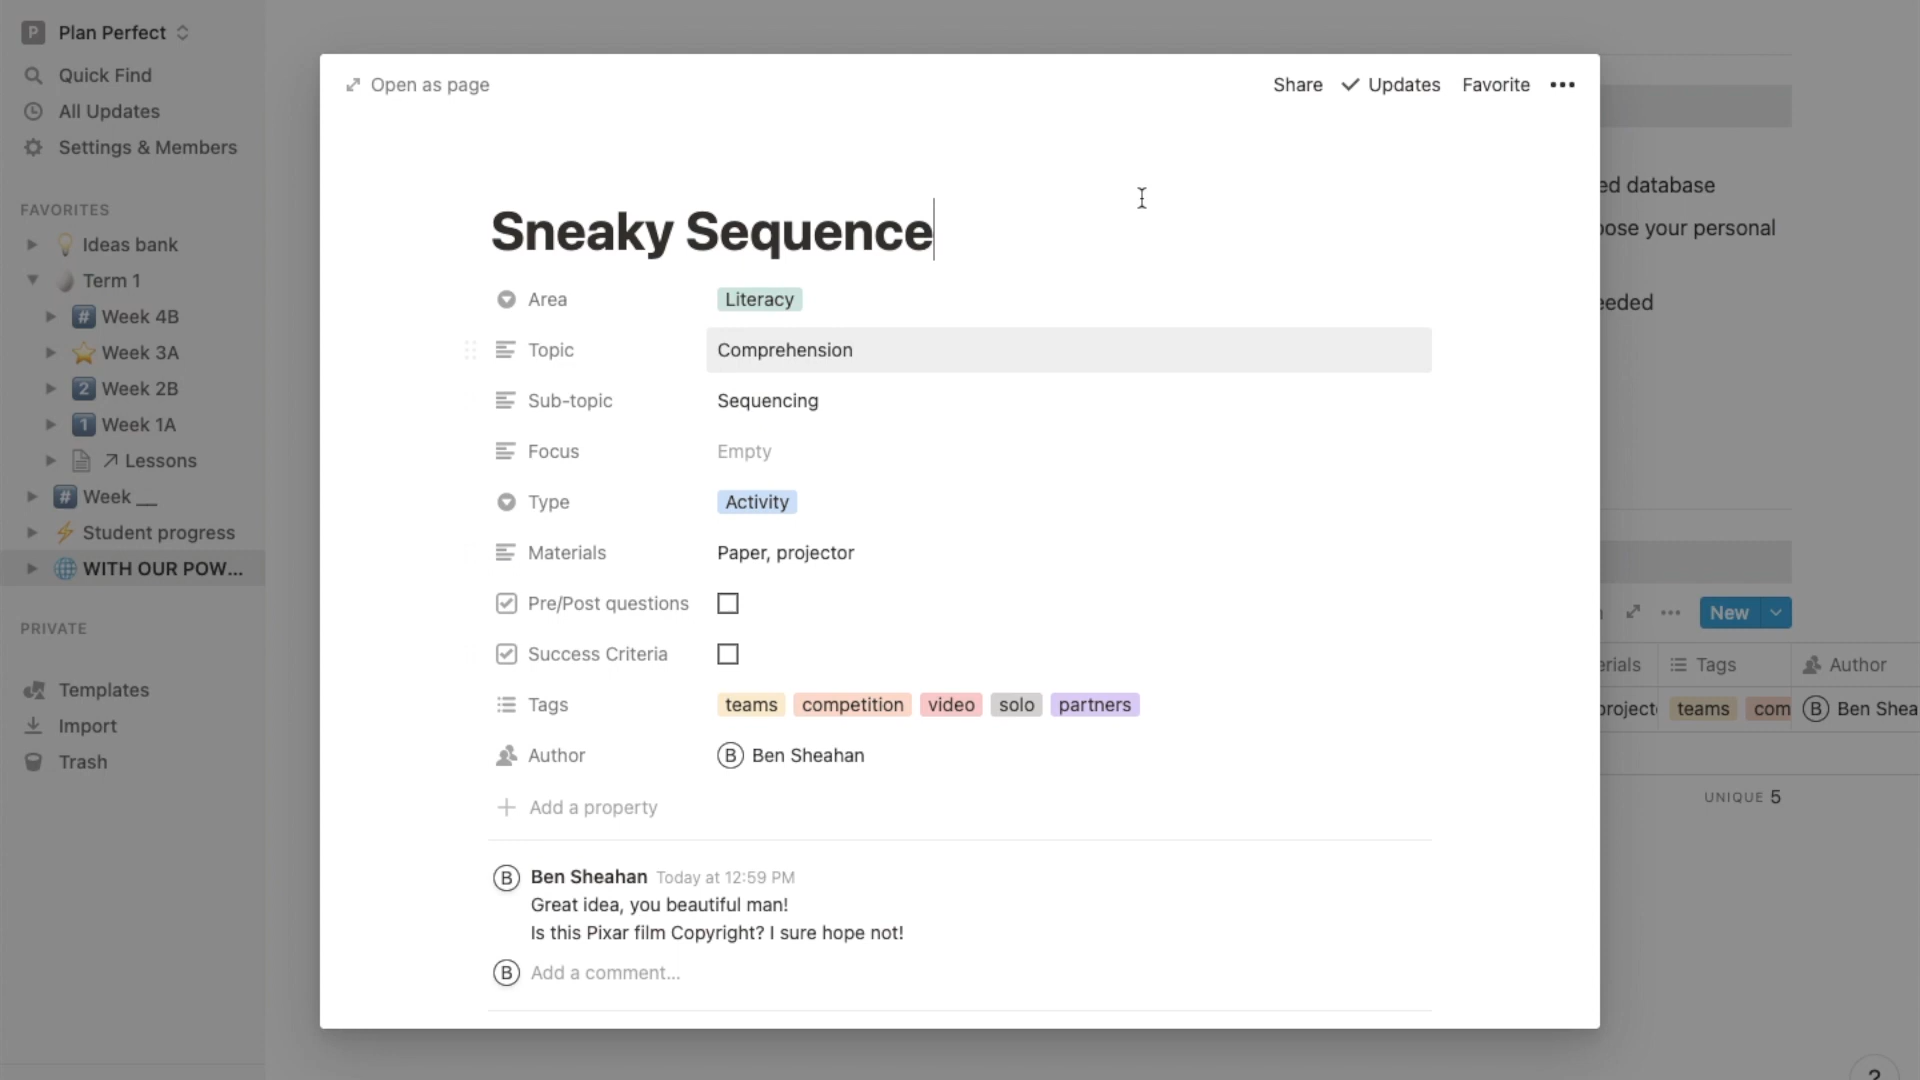 P Plan Perfect
Quick Find
All Updates
Settings & Members
FAVORITES
Ideas bank
Term 1
# Week 4B
Week 3A
2 Week 2B
1 Week 1A
Lessons
# Week __
Student progress
WITH OUR POW...
PRIVATE
Templates
Import
Trash
Open as page
Share Updates Favorite •••
Sneaky Sequence
Area Literacy
Topic Comprehension
Sub-topic Sequencing
Focus Empty
Type Activity
Materials Paper, projector
Pre/Post questions
Success Criteria
Tags teams competition video solo partners
Author B Ben Sheahan
+ Add a property
B Ben Sheahan Today at 12:59 PM
Great idea, you beautiful man!
Is this Pixar film Copyright? I sure hope not!
B Add a comment...
ed database
your personal
eeded
••• New
erials Tags Author
project teams com B Ben Shea
UNIQUE 5
?